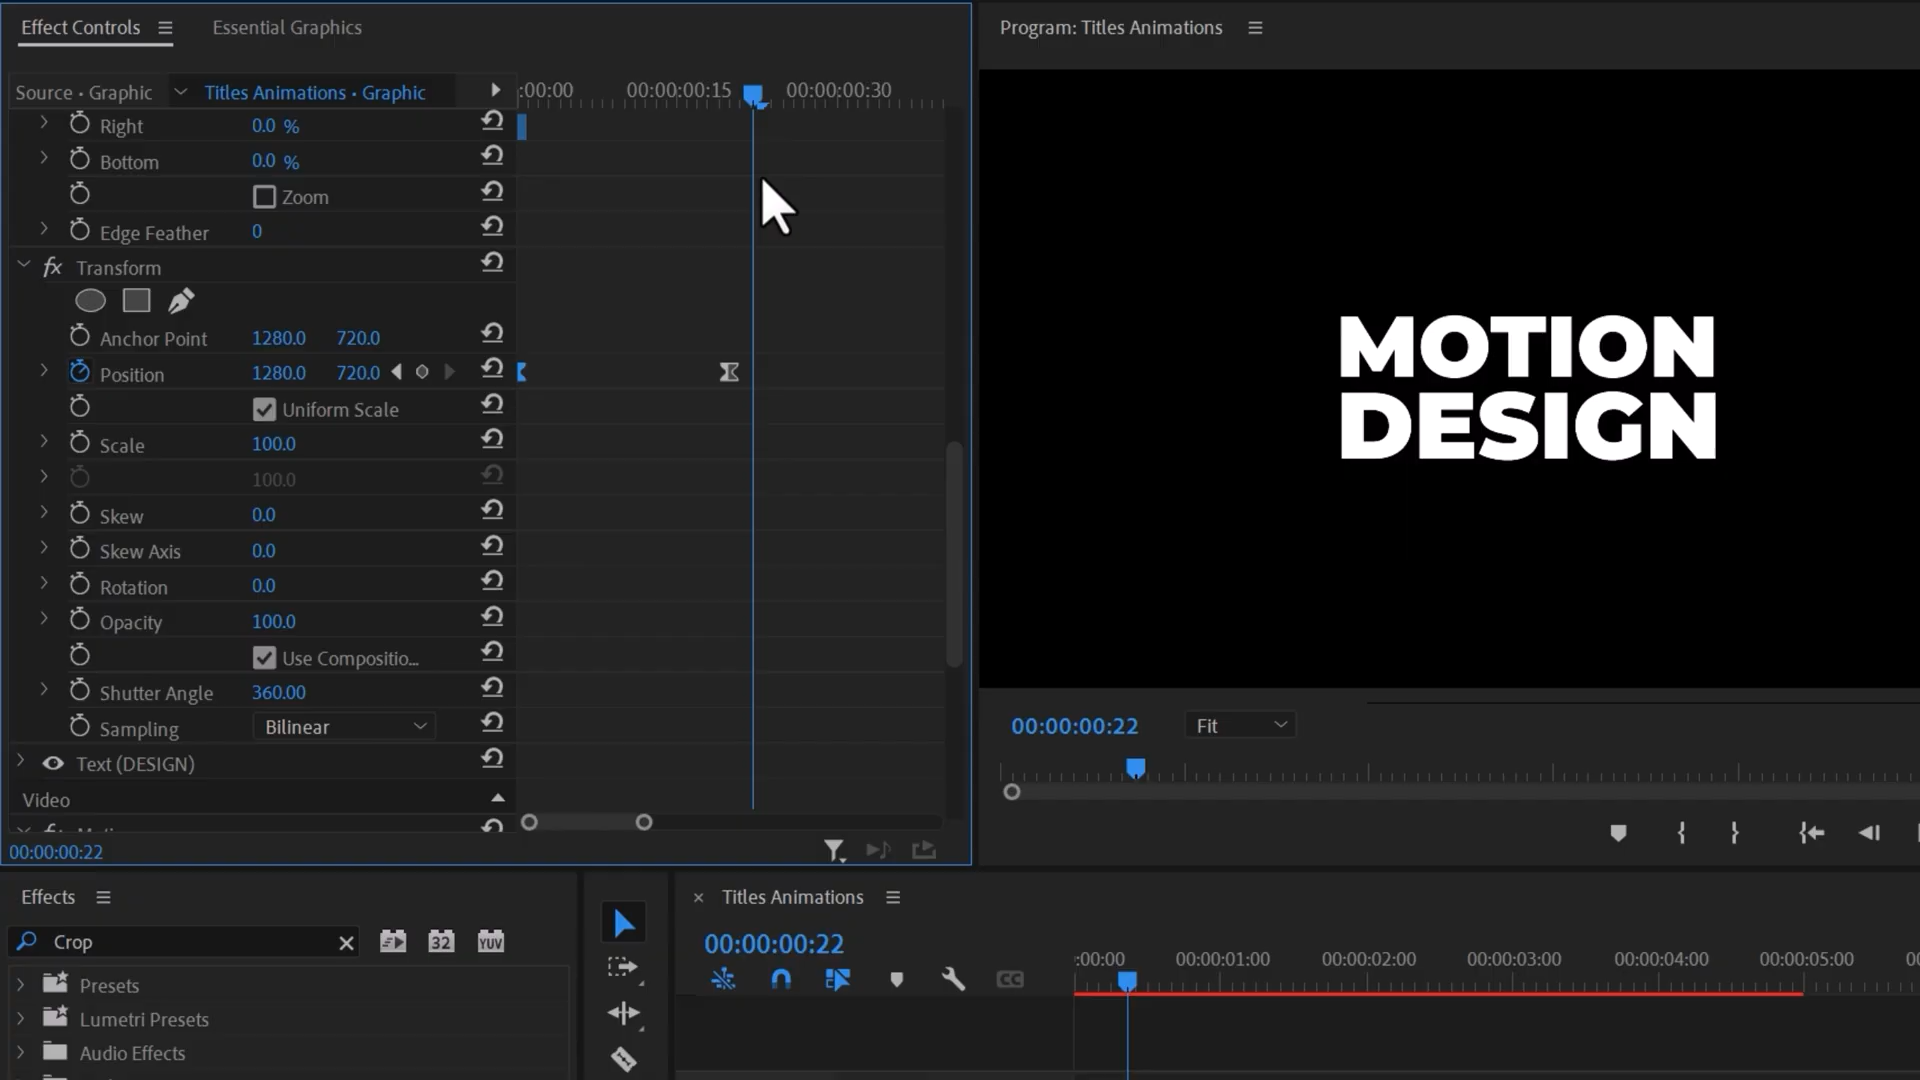 Effect Controls
Essential Graphics
Source • Graphic
Titles Animations • Graphic
:00:00
00:00:00:15
00:00:00:30
Right 0.0 %
Bottom 0.0 %
Zoom
Edge Feather 0
fx Transform
Anchor Point 1280.0 720.0
Position 1280.0 720.0
Uniform Scale
Scale 100.0
100.0
Skew 0.0
Skew Axis 0.0
Rotation 0.0
Opacity 100.0
Use Compositio...
Shutter Angle 360.00
Sampling Bilinear
Text (DESIGN)
Video
00:00:00:22
Program: Titles Animations
MOTION
DESIGN
00:00:00:22
Fit
Effects
Crop
32
YUV
Presets
Lumetri Presets
Audio Effects
× Titles Animations
00:00:00:22
CC
:00:00
00:00:01:00
00:00:02:00
00:00:03:00
00:00:04:00
00:00:05:00